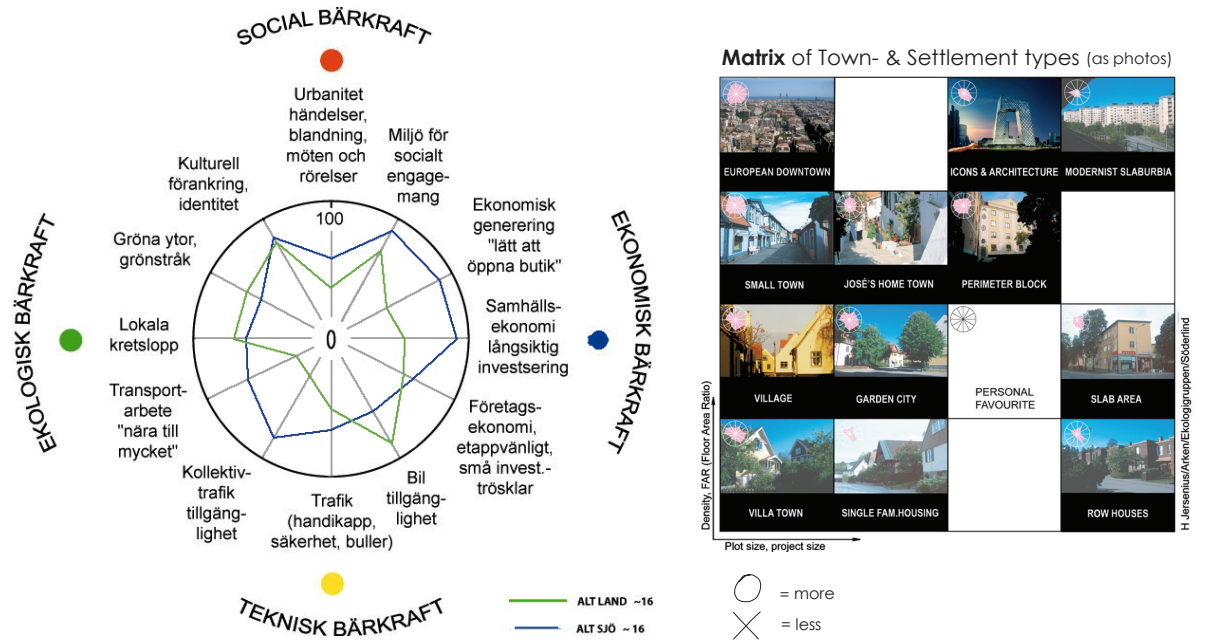 SOCIAL BÄRKRAFT
Urbanitet
händelser,
blandning,
möten och
rörelser
Miljö för
socialt
engage-
mang
Ekonomisk
generering
"lätt att
öppna butik"
EKONOMISK BÄRKRAFT
Samhälls-
ekonomi
långsiktig
investsering
Företags-
ekonomi,
etappvänligt,
små invest.-
trösklar
Bil
tillgäng-
lighet
Trafik
(handikapp,
säkerhet, buller)
TEKNISK BÄRKRAFT
Kollektiv-
trafik
tillgäng-
lighet
Transport-
arbete
"nära till
mycket"
Lokala
kretslopp
EKOLOGISK BÄRKRAFT
Gröna ytor,
grönstråk
Kulturell
förankring,
identitet
100
0
ALT LAND ~16
ALT SJÖ ~ 16
Matrix of Town- & Settlement types (as photos)
EUROPEAN DOWNTOWN
ICONS & ARCHITECTURE
MODERNIST SLABURBIA
SMALL TOWN
JOSÉ'S HOME TOWN
PERIMETER BLOCK
VILLAGE
GARDEN CITY
PERSONAL
FAVOURITE
SLAB AREA
VILLA TOWN
SINGLE FAM.HOUSING
ROW HOUSES
Density, FAR (Floor Area Ratio)
Plot size, project size
H Jersenius/Arken/Ekologigruppen/Söderlind
= more
= less